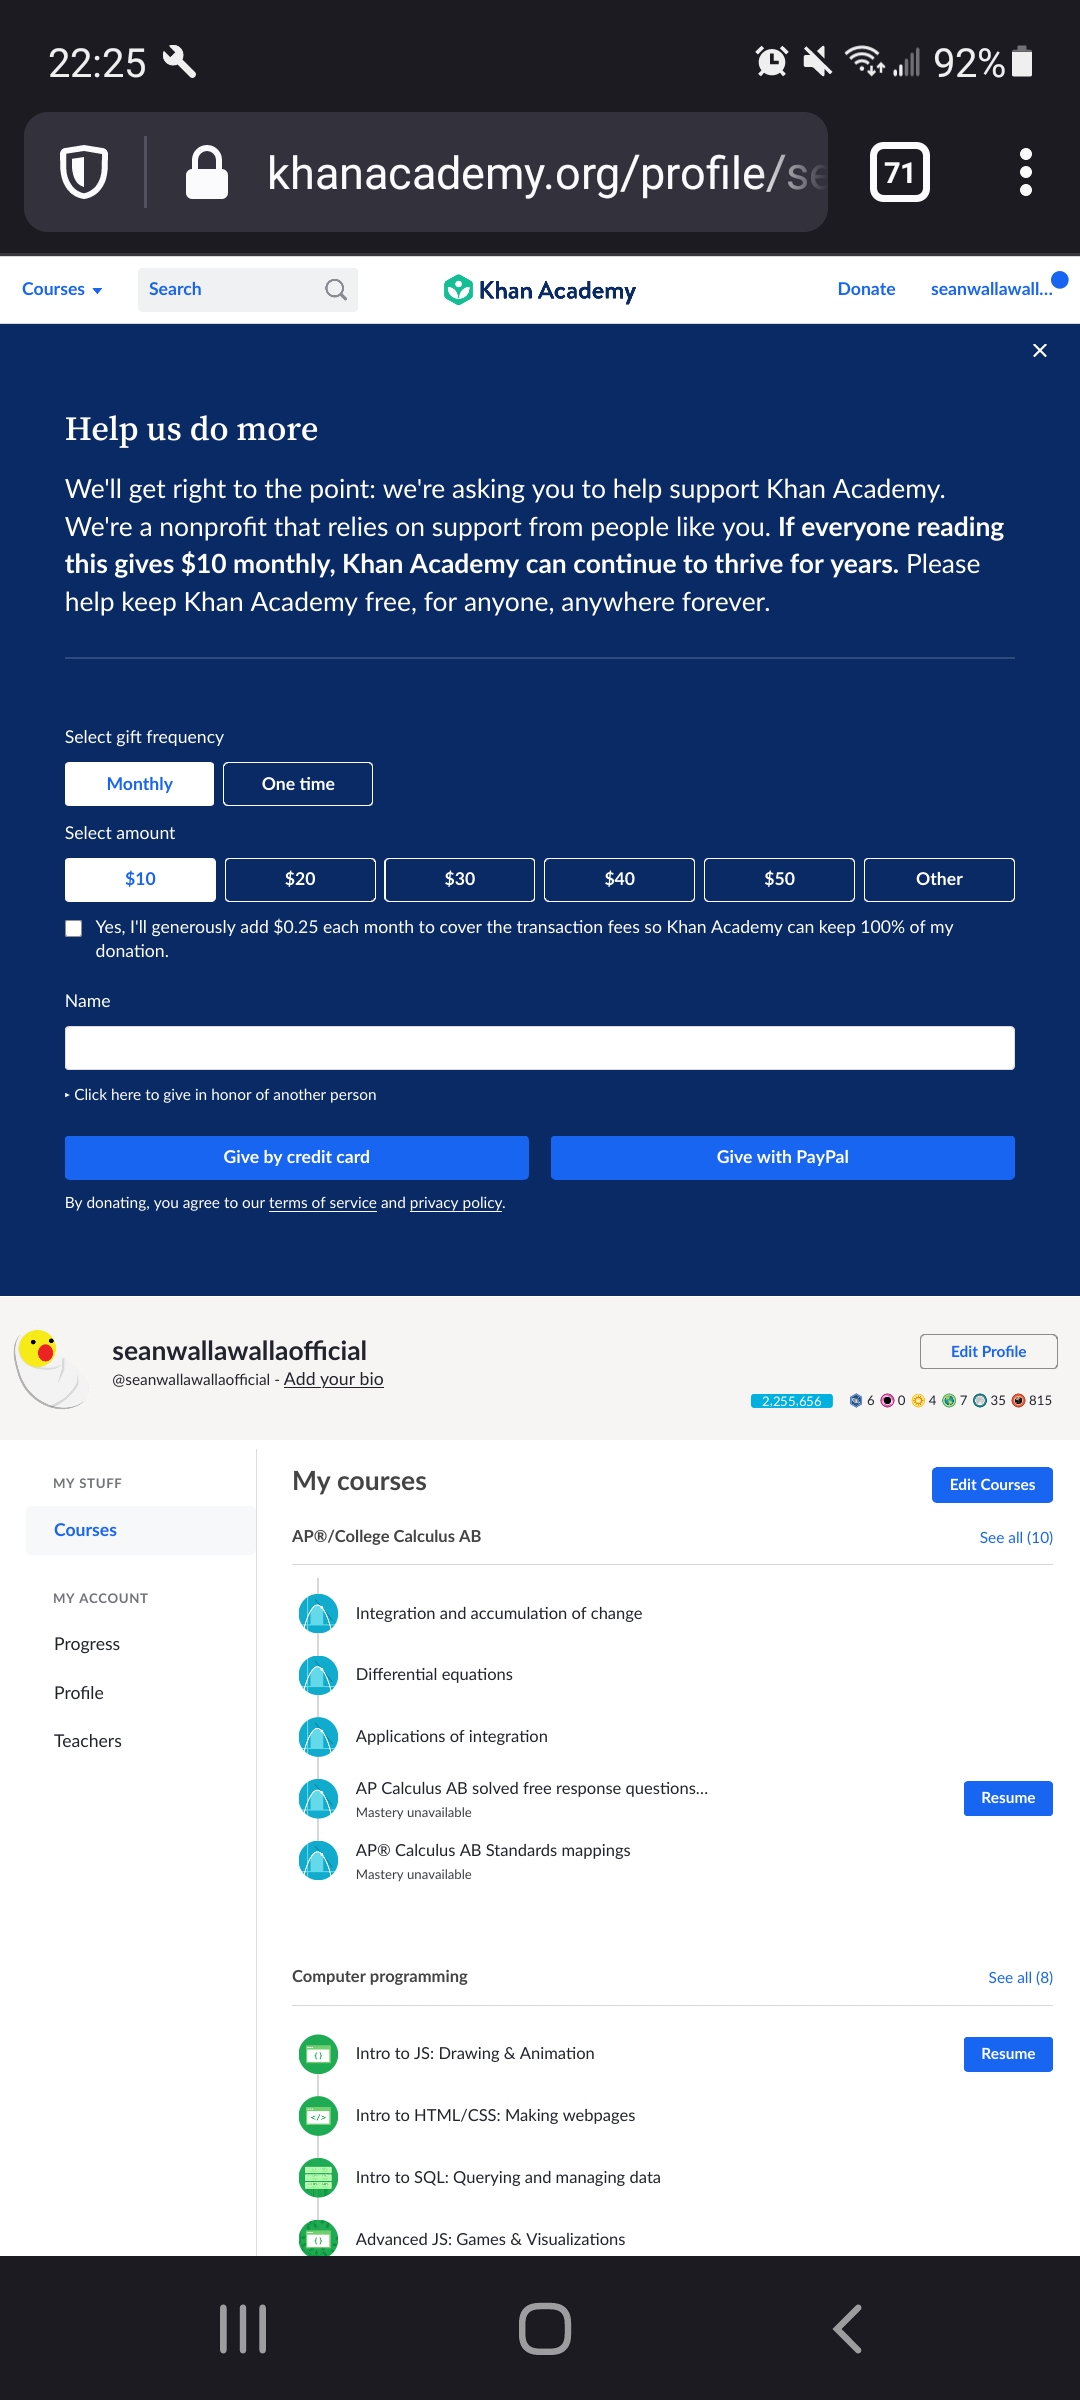 22:25
92%
khanacademy.org/profile/se
71
Courses
Search
Khan Academy
Donate
seanwallawall...
Help us do more
We'll get right to the point: we're asking you to help support Khan Academy.
We're a nonprofit that relies on support from people like you. If everyone reading
this gives $10 monthly, Khan Academy can continue to thrive for years. Please
help keep Khan Academy free, for anyone, anywhere forever.
Select gift frequency
Monthly
One time
Select amount
$10
$20
$30
$40
$50
Other
Yes, I'll generously add $0.25 each month to cover the transaction fees so Khan Academy can keep 100% of my
donation.
Name
Click here to give in honor of another person
Give by credit card
Give with PayPal
By donating, you agree to our terms of service and privacy policy.
seanwallawallaofficial
@seanwallawallaofficial - Add your bio
Edit Profile
2,255,656
6
0
4
7
35
815
MY STUFF
Courses
MY ACCOUNT
Progress
Profile
Teachers
My courses
Edit Courses
AP®/College Calculus AB
See all (10)
Integration and accumulation of change
Differential equations
Applications of integration
AP Calculus AB solved free response questions...
Mastery unavailable
Resume
AP® Calculus AB Standards mappings
Mastery unavailable
Computer programming
See all (8)
Intro to JS: Drawing & Animation
Resume
Intro to HTML/CSS: Making webpages
Intro to SQL: Querying and managing data
Advanced JS: Games & Visualizations